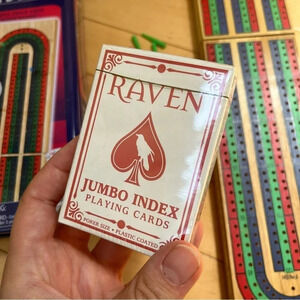 RAVEN
JUMBO INDEX
PLAYING CARDS
POKER SIZE • PLASTIC COATED